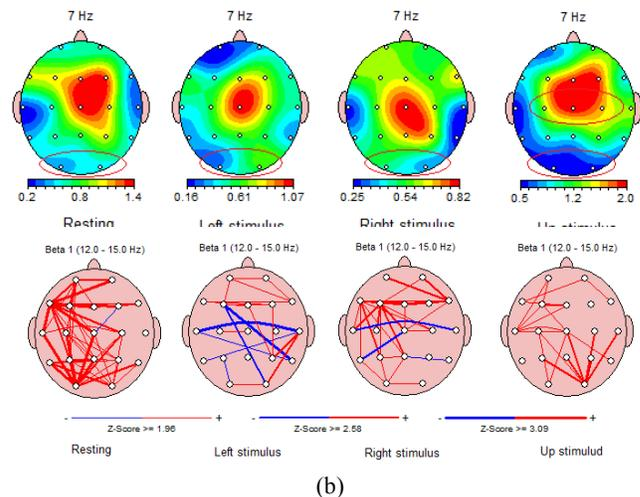 7 Hz 7 Hz 7 Hz 7 Hz
0.2 0.8 1.4 0.16 0.61 1.07 0.25 0.54 0.82 0.5 1.2 2.0
Resting Left stimulus Right stimulus Up stimulus
Beta 1 (12.0 - 15.0 Hz) Beta 1 (12.0 - 15.0 Hz) Beta 1 (12.0 - 15.0 Hz) Beta 1 (12.0 - 15.0 Hz)
- + - + - +
Z-Score >= 1.96 Z-Score >= 2.58 Z-Score >= 3.09
Resting Left stimulus Right stimulus Up stimulud
(b)